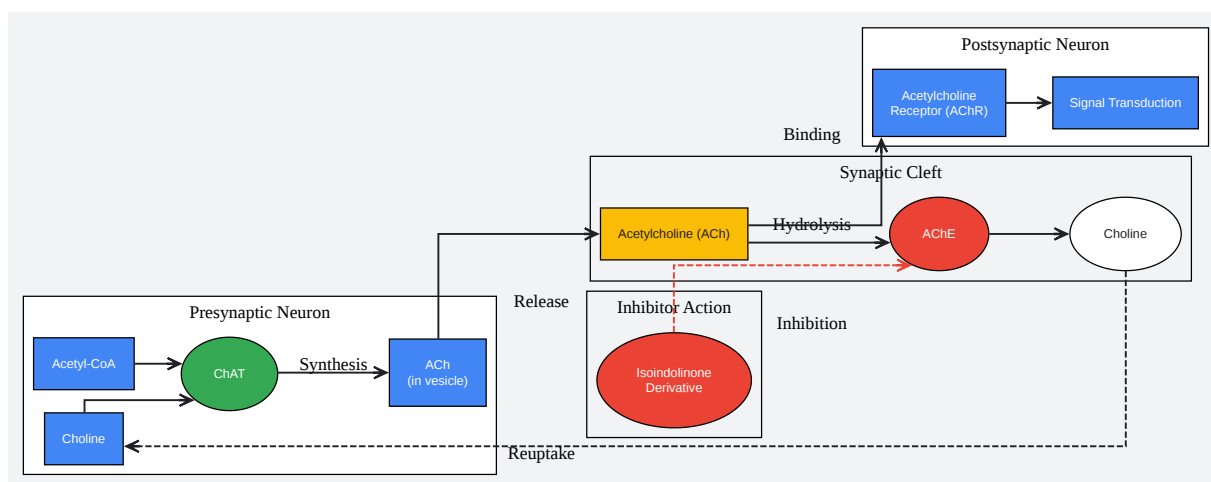 Postsynaptic Neuron
Acetylcholine
Receptor (AChR)
Signal Transduction
Binding
Synaptic Cleft
Acetylcholine (ACh)
Hydrolysis
AChE
Choline
Release
Inhibitor Action
Inhibition
Isoindolinone
Derivative
Presynaptic Neuron
Acetyl-CoA
ChAT
Synthesis
ACh
(in vesicle)
Choline
Reuptake